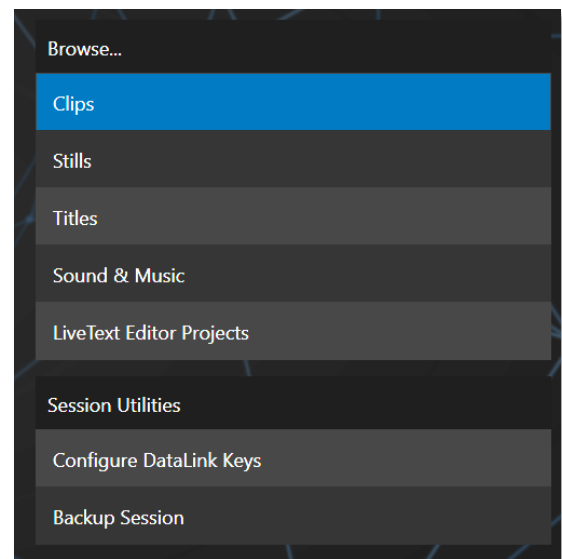 Browse...
Clips
Stills
Titles
Sound & Music
LiveText Editor Projects
Session Utilities
Configure DataLink Keys
Backup Session